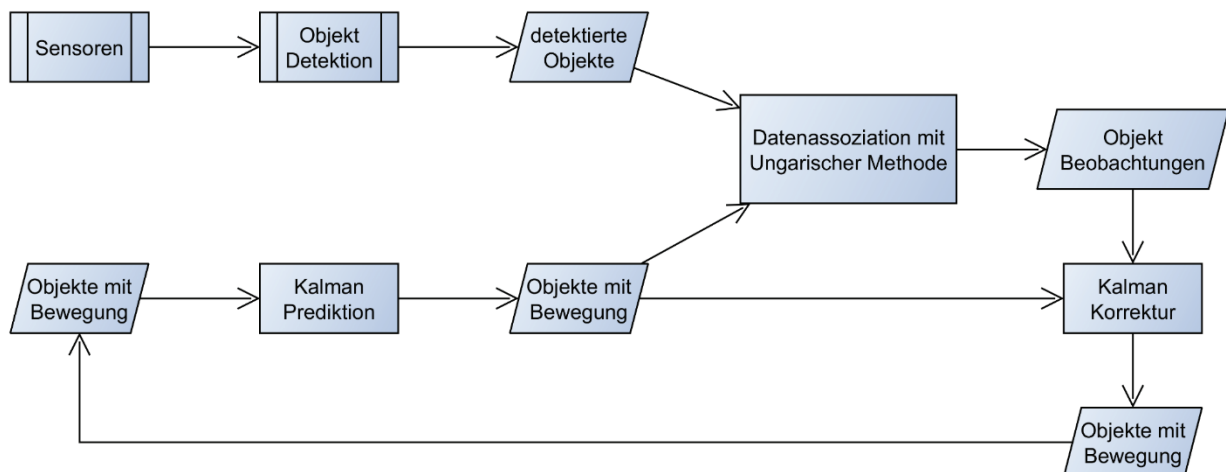 Sensoren
Objekt
Detektion
detektierte
Objekte
Datenassoziation mit
Ungarischer Methode
Objekt
Beobachtungen
Objekte mit
Bewegung
Kalman
Prediktion
Objekte mit
Bewegung
Kalman
Korrektur
Objekte mit
Bewegung